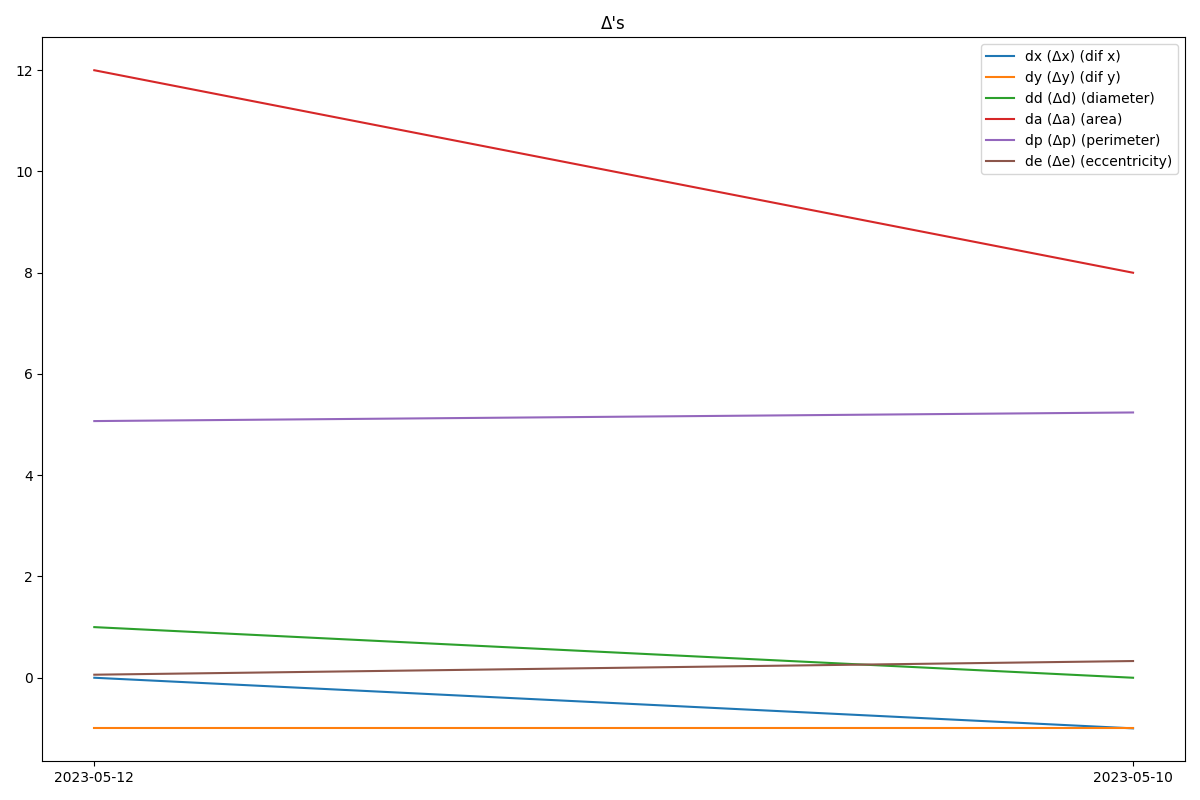 Δ's
12
10
8
6
4
2
0
2023-05-12
2023-05-10
dx (Δx) (dif x)
dy (Δy) (dif y)
dd (Δd) (diameter)
da (Δa) (area)
dp (Δp) (perimeter)
de (Δe) (eccentricity)